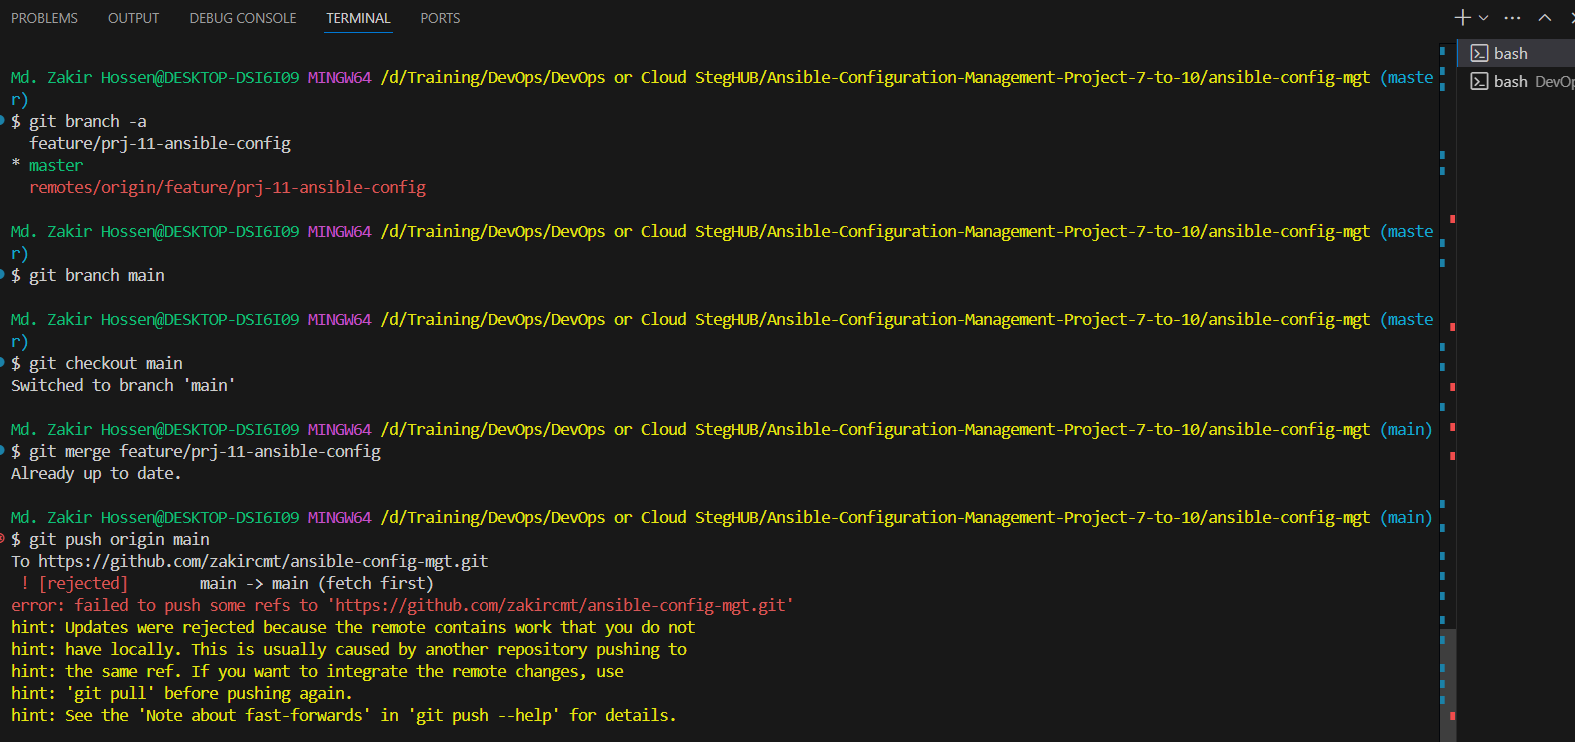 PROBLEMS OUTPUT DEBUG CONSOLE TERMINAL PORTS
bash
bash
Md. Zakir Hossen@DESKTOP-DSI6I09 MINGW64 /d/Training/DevOps/DevOps or Cloud StegHUB/Ansible-Configuration-Management-Project-7-to-10/ansible-config-mgt (maste
r)
$ git branch -a
feature/prj-11-ansible-config
* master
remotes/origin/feature/prj-11-ansible-config
Md. Zakir Hossen@DESKTOP-DSI6I09 MINGW64 /d/Training/DevOps/DevOps or Cloud StegHUB/Ansible-Configuration-Management-Project-7-to-10/ansible-config-mgt (maste
r)
$ git branch main
Md. Zakir Hossen@DESKTOP-DSI6I09 MINGW64 /d/Training/DevOps/DevOps or Cloud StegHUB/Ansible-Configuration-Management-Project-7-to-10/ansible-config-mgt (maste
r)
$ git checkout main
Switched to branch 'main'
Md. Zakir Hossen@DESKTOP-DSI6I09 MINGW64 /d/Training/DevOps/DevOps or Cloud StegHUB/Ansible-Configuration-Management-Project-7-to-10/ansible-config-mgt (main)
$ git merge feature/prj-11-ansible-config
Already up to date.
Md. Zakir Hossen@DESKTOP-DSI6I09 MINGW64 /d/Training/DevOps/DevOps or Cloud StegHUB/Ansible-Configuration-Management-Project-7-to-10/ansible-config-mgt (main)
$ git push origin main
To https://github.com/zakircmt/ansible-config-mgt.git
! [rejected] main -> main (fetch first)
error: failed to push some refs to 'https://github.com/zakircmt/ansible-config-mgt.git'
hint: Updates were rejected because the remote contains work that you do not
hint: have locally. This is usually caused by another repository pushing to
hint: the same ref. If you want to integrate the remote changes, use
hint: 'git pull' before pushing again.
hint: See the 'Note about fast-forwards' in 'git push --help' for details.